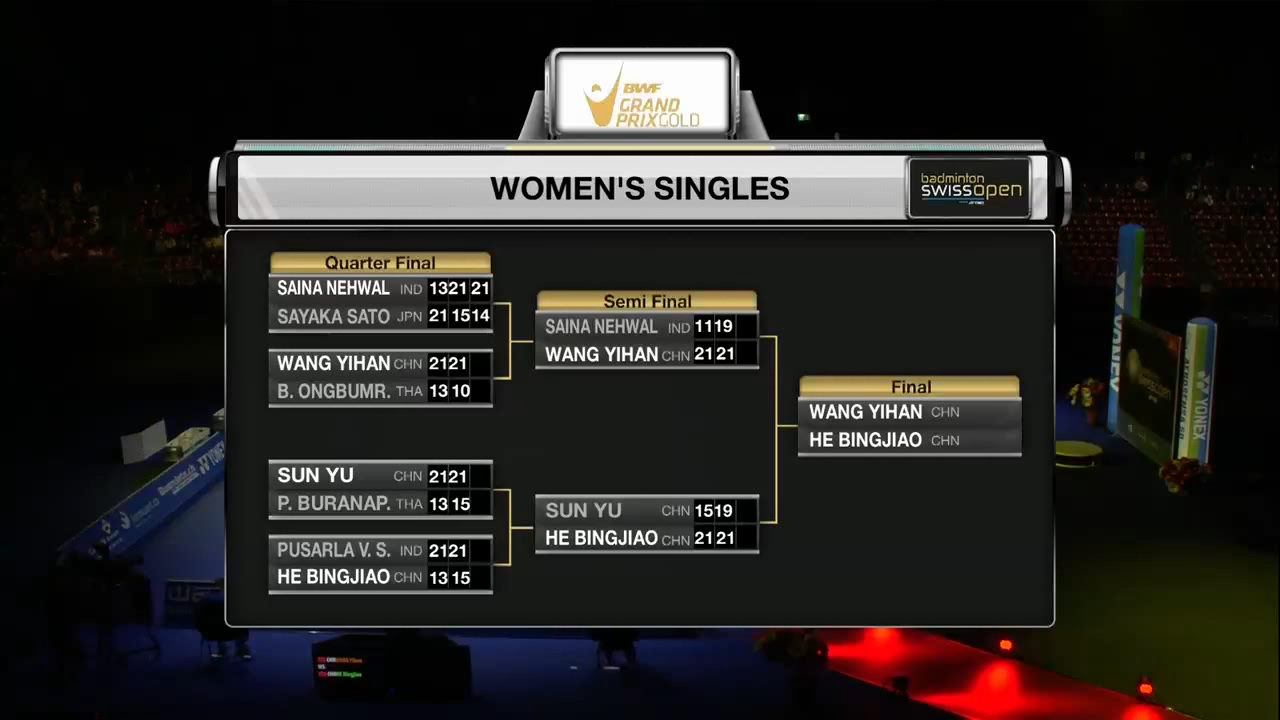 BWF
GRAND
PRIXGOLD
WOMEN'S SINGLES
badminton
swissopen
Quarter Final
SAINA NEHWAL IND 13 21 21
SAYAKA SATO JPN 21 15 14
WANG YIHAN CHN 21 21
B. ONGBUMR. THA 13 10
SUN YU CHN 21 21
P. BURANAP. THA 13 15
PUSARLA V. S. IND 21 21
HE BINGJIAO CHN 13 15
Semi Final
SAINA NEHWAL IND 11 19
WANG YIHAN CHN 21 21
SUN YU CHN 15 19
HE BINGJIAO CHN 21 21
Final
WANG YIHAN CHN
HE BINGJIAO CHN
YONEX
YONEX